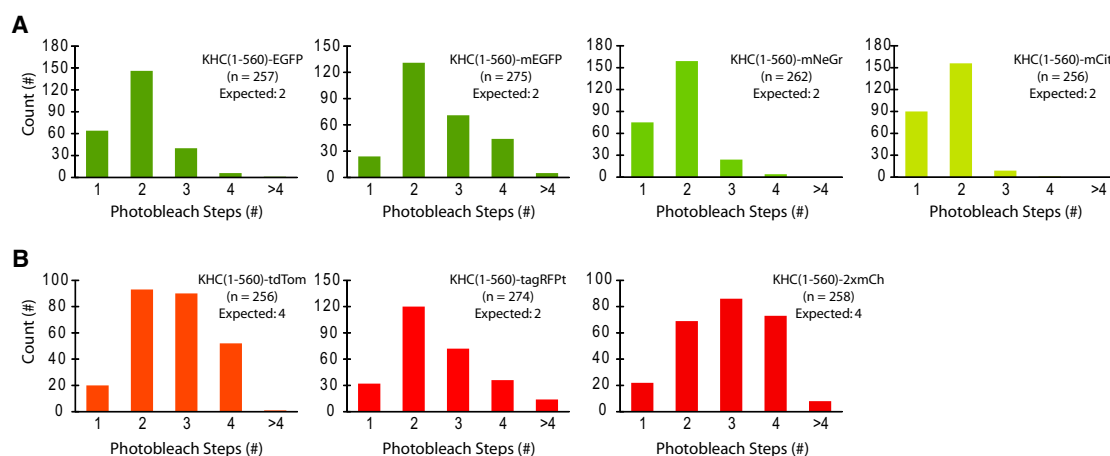 A
Count (#)
180
150
120
90
60
30
0
1 2 3 4 >4
Photobleach Steps (#)
KHC(1-560)-EGFP
(n = 257)
Expected: 2
150
120
90
60
30
0
1 2 3 4 >4
Photobleach Steps (#)
KHC(1-560)-mEGFP
(n = 275)
Expected: 2
180
150
120
90
60
30
0
1 2 3 4 >4
Photobleach Steps (#)
KHC(1-560)-mNeGr
(n = 262)
Expected: 2
180
150
120
90
60
30
0
1 2 3 4 >4
Photobleach Steps (#)
KHC(1-560)-mCit
(n = 256)
Expected: 2
B
Count (#)
100
80
60
40
20
0
1 2 3 4 >4
Photobleach Steps (#)
KHC(1-560)-tdTom
(n = 256)
Expected: 4
150
120
90
60
30
0
1 2 3 4 >4
Photobleach Steps (#)
KHC(1-560)-tagRFPt
(n = 274)
Expected: 2
100
80
60
40
20
0
1 2 3 4 >4
Photobleach Steps (#)
KHC(1-560)-2xmCh
(n = 258)
Expected: 4